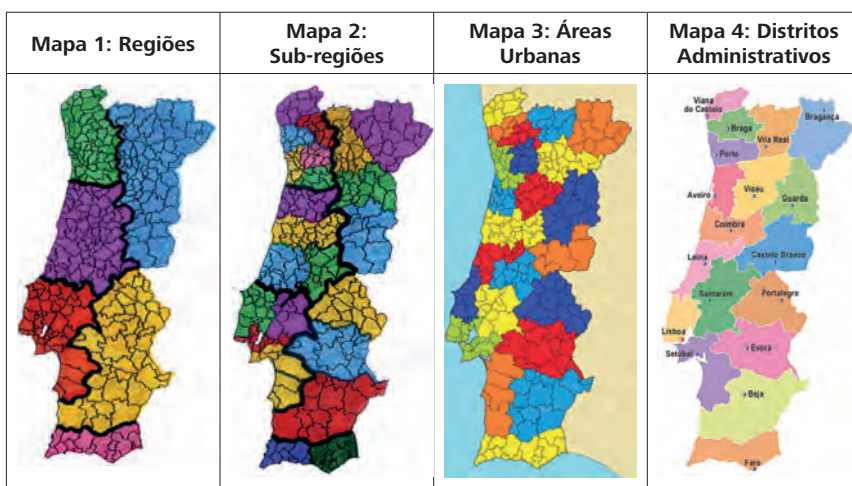 Mapa 1: Regiões
Mapa 2:
Sub-regiões
Mapa 3: Áreas
Urbanas
Mapa 4: Distritos
Administrativos
Viana
do Castelo
Bragança
Braga
Vila Real
Porto
Aveiro
Viseu
Guarda
Coimbra
Castelo Branco
Leiria
Santarém
Portalegre
Lisboa
Setúbal
Évora
Beja
Faro